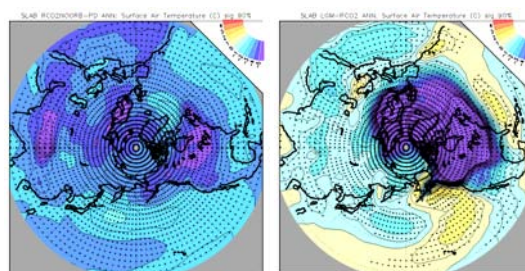 SLAB RCO2NOORB-PD ANN: Surface Air Temperature (C) sig 90%
SLAB LGM-RCO2 ANN: Surface Air Temperature (C) sig 90%